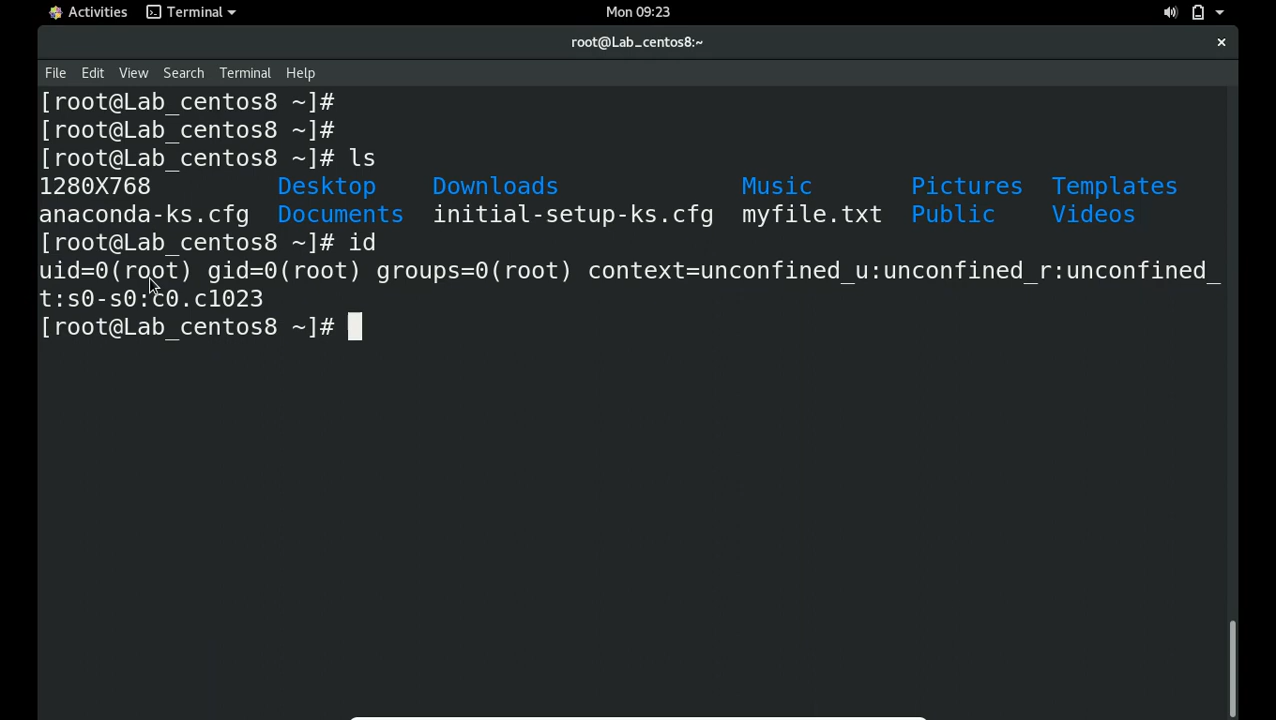 Activities Terminal Mon 09:23
root@Lab_centos8:~ ×
File Edit View Search Terminal Help
[root@Lab_centos8 ~]#
[root@Lab_centos8 ~]#
[root@Lab_centos8 ~]# ls
1280X768 Desktop Downloads Music Pictures Templates
anaconda-ks.cfg Documents initial-setup-ks.cfg myfile.txt Public Videos
[root@Lab_centos8 ~]# id
uid=0(root) gid=0(root) groups=0(root) context=unconfined_u:unconfined_r:unconfined_
t:s0-s0:c0.c1023
[root@Lab_centos8 ~]#